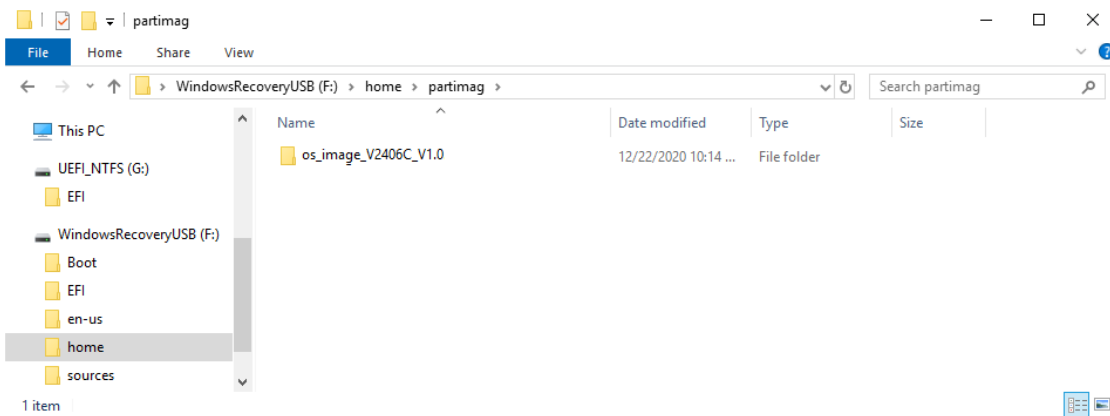 partimag
File Home Share View
WindowsRecoveryUSB (F:) › home › partimag ›
Search partimag
Name Date modified Type Size
os_image_V2406C_V1.0 12/22/2020 10:14 ... File folder
This PC
UEFI_NTFS (G:)
EFI
WindowsRecoveryUSB (F:)
Boot
EFI
en-us
home
sources
1 item